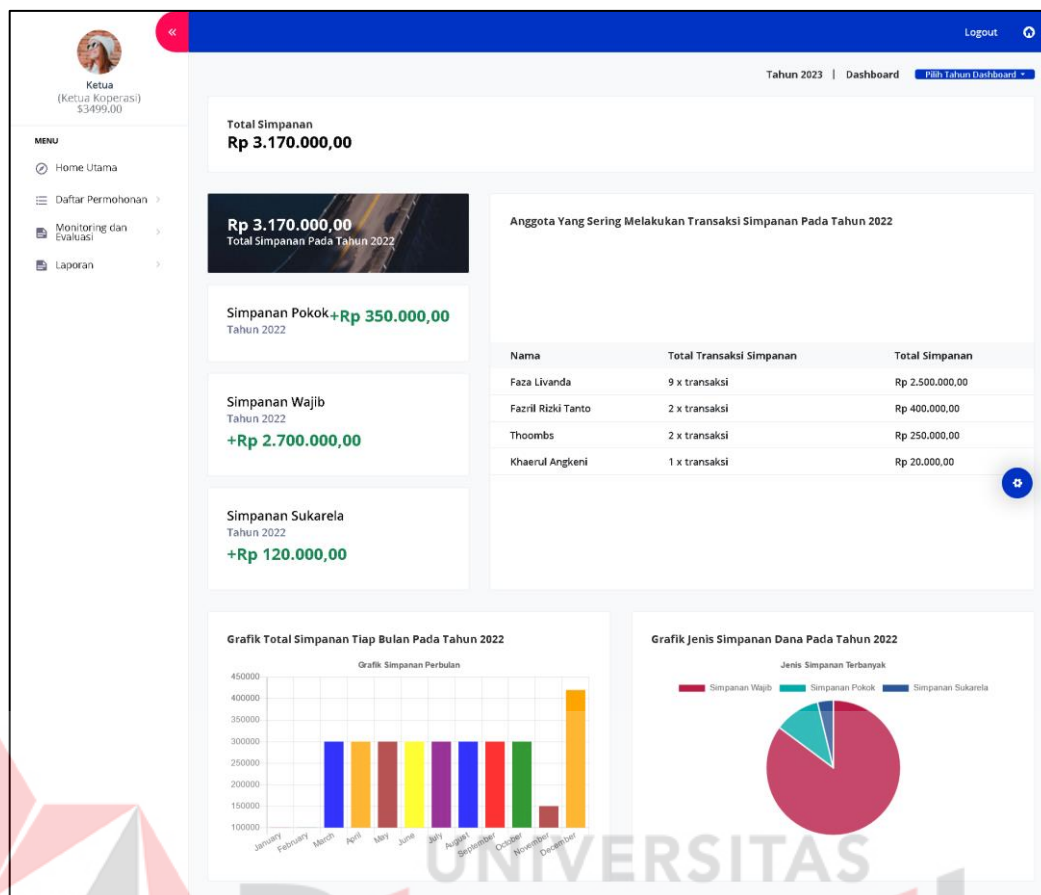 Logout
Ketua
(Ketua Koperasi)
$3499.00
MENU
Home Utama
Daftar Permohonan
Monitoring dan
Evaluasi
Laporan
Tahun 2023 | Dashboard Pilih Tahun Dashboard
Total Simpanan
Rp 3.170.000,00
Rp 3.170.000,00
Total Simpanan Pada Tahun 2022
Simpanan Pokok +Rp 350.000,00
Tahun 2022
Simpanan Wajib
Tahun 2022
+Rp 2.700.000,00
Simpanan Sukarela
Tahun 2022
+Rp 120.000,00
Anggota Yang Sering Melakukan Transaksi Simpanan Pada Tahun 2022
Nama Total Transaksi Simpanan Total Simpanan
Faza Livanda 9 x transaksi Rp 2.500.000,00
Fazril Rizki Tanto 2 x transaksi Rp 400.000,00
Thoombs 2 x transaksi Rp 250.000,00
Khaerul Angkeni 1 x transaksi Rp 20.000,00
Grafik Total Simpanan Tiap Bulan Pada Tahun 2022
Grafik Simpanan Perbulan
450000
400000
350000
300000
250000
200000
150000
100000
January February March April May June July August September October November December
Grafik Jenis Simpanan Dana Pada Tahun 2022
Jenis Simpanan Terbanyak
Simpanan Wajib Simpanan Pokok Simpanan Sukarela
UNIVERSITAS